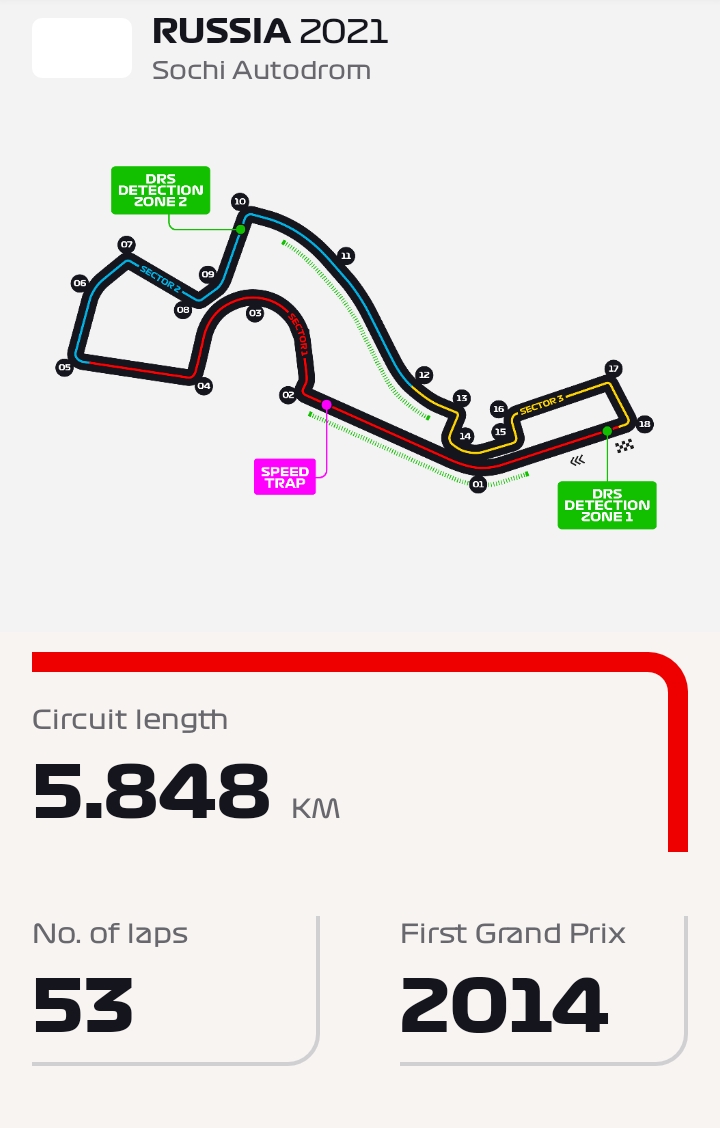 RUSSIA 2021
Sochi Autodrom
DRS
DETECTION
ZONE 2
10
07
11
09
06
SECTOR 2
08
03
SECTOR 1
05
04
12
17
02
13
16
SECTOR 3
18
15
14
SPEED
TRAP
01
DRS
DETECTION
ZONE 1
Circuit length
5.848 KM
No. of laps
53
First Grand Prix
2014